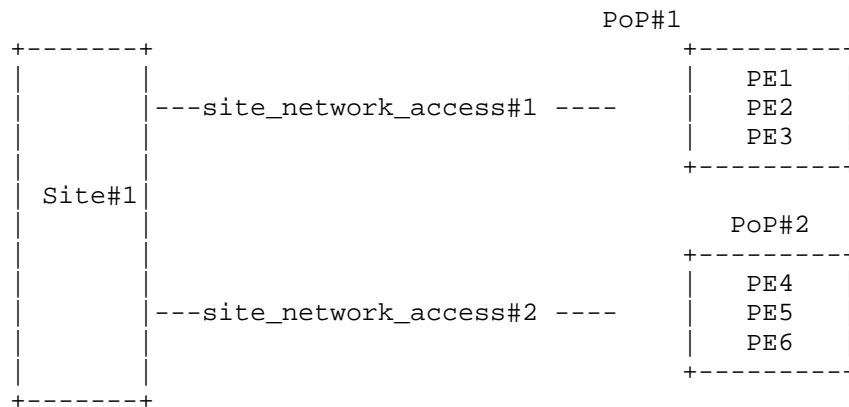 PoP#1
PE1
---site_network_access#1 ---- PE2
PE3
Site#1
PoP#2
PE4
---site_network_access#2 ---- PE5
PE6